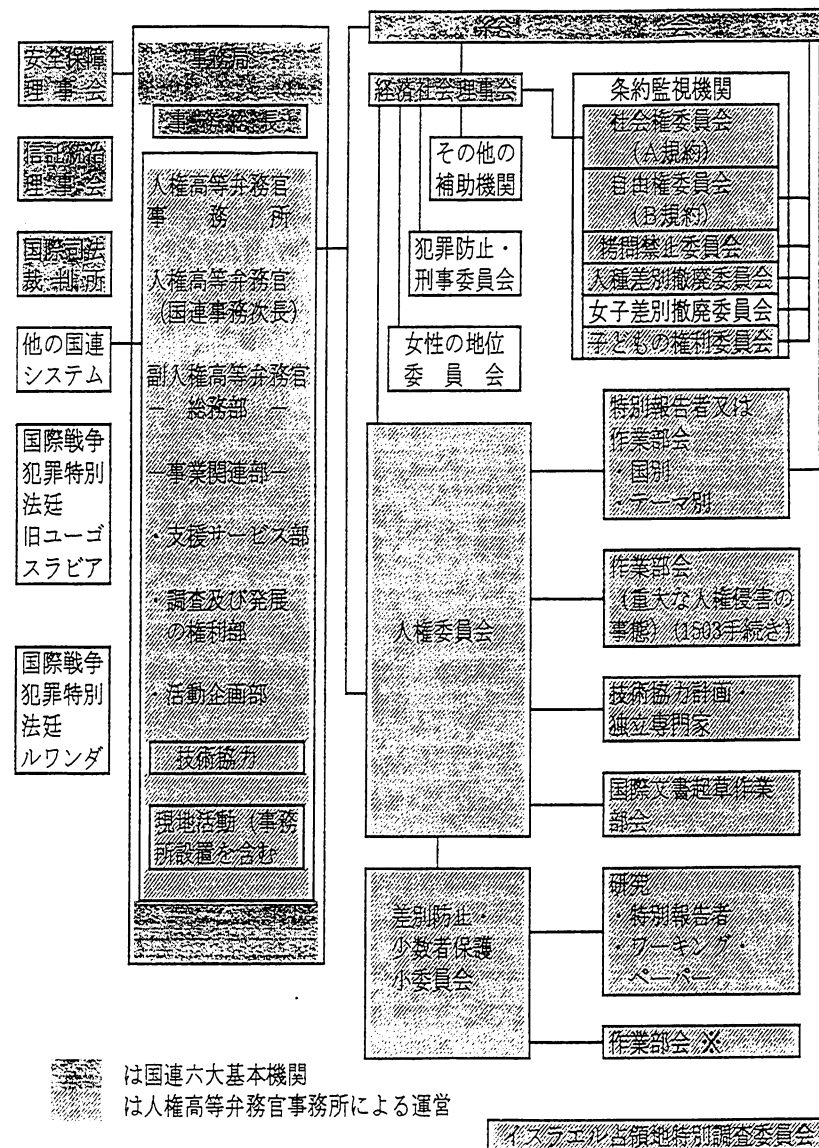 総会
安全保障
理事会
事務局
事務総長
経済社会理事会
条約監視機関
社会権委員会
(A規約)
自由権委員会
(B規約)
拷問禁止委員会
人種差別撤廃委員会
女子差別撤廃委員会
子どもの権利委員会
信託統治
理事会
国際司法
裁判所
他の国連
システム
国際戦争
犯罪特別
法廷
旧ユーゴ
スラビア
国際戦争
犯罪特別
法廷
ルワンダ
人権高等弁務官
事務所
人権高等弁務官
(国連事務次長)
副人権高等弁務官
― 総務部 ―
―事業関連部―
・支援サービス部
・調査及び発展
の権利部
・活動企画部
技術協力
現地活動(事務
所設置を含む
その他の
補助機関
犯罪防止・
刑事委員会
女性の地位
委員会
人権委員会
差別防止・
少数者保護
小委員会
特別報告者又は
作業部会
・国別
・テーマ別
作業部会
(重大な人権侵害の
事態)(1503手続き)
技術協力計画・
独立専門家
国際文書起草作業
部会
研究
・特別報告者
・ワーキング・
ペーパー
作業部会※
は国連六大基本機関
は人権高等弁務官事務所による運営
イスラエル占領地特別調査委員会